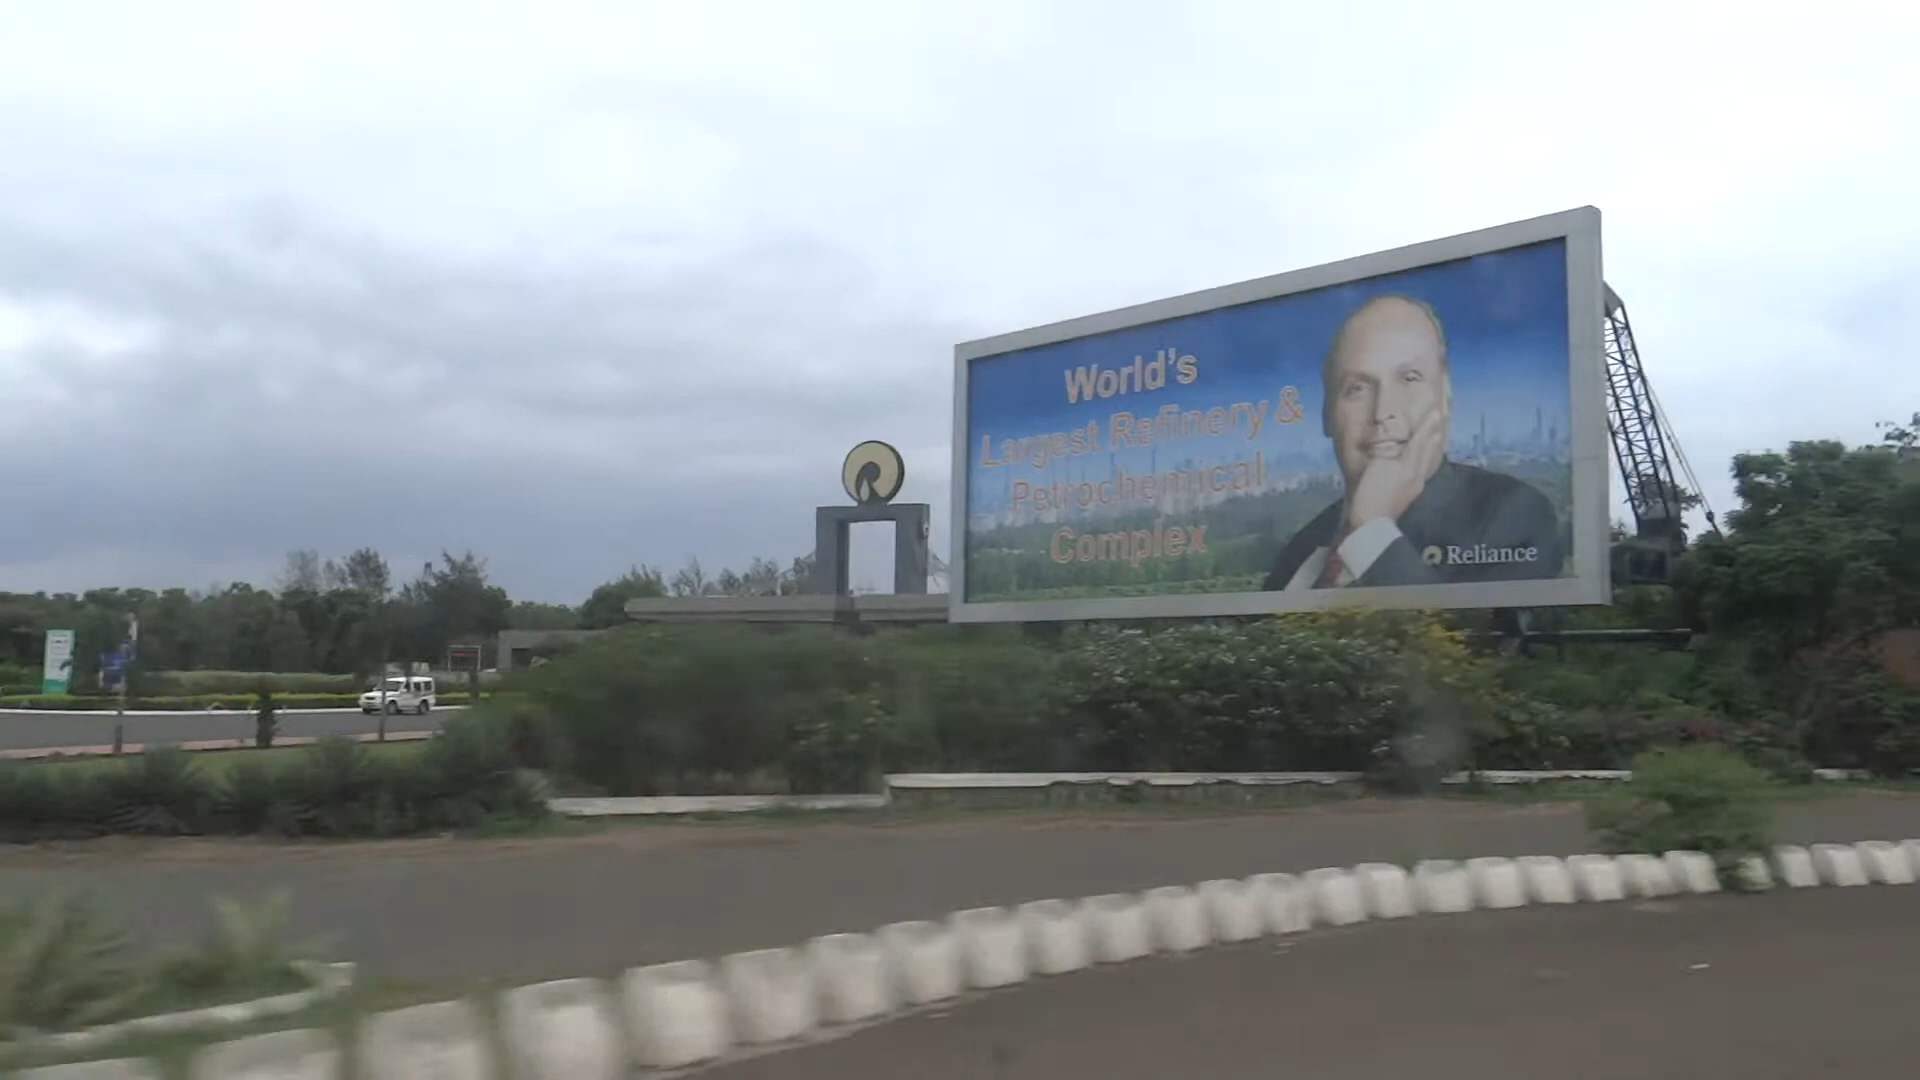 World's
Largest Refinery &
Petrochemical
Complex
Reliance